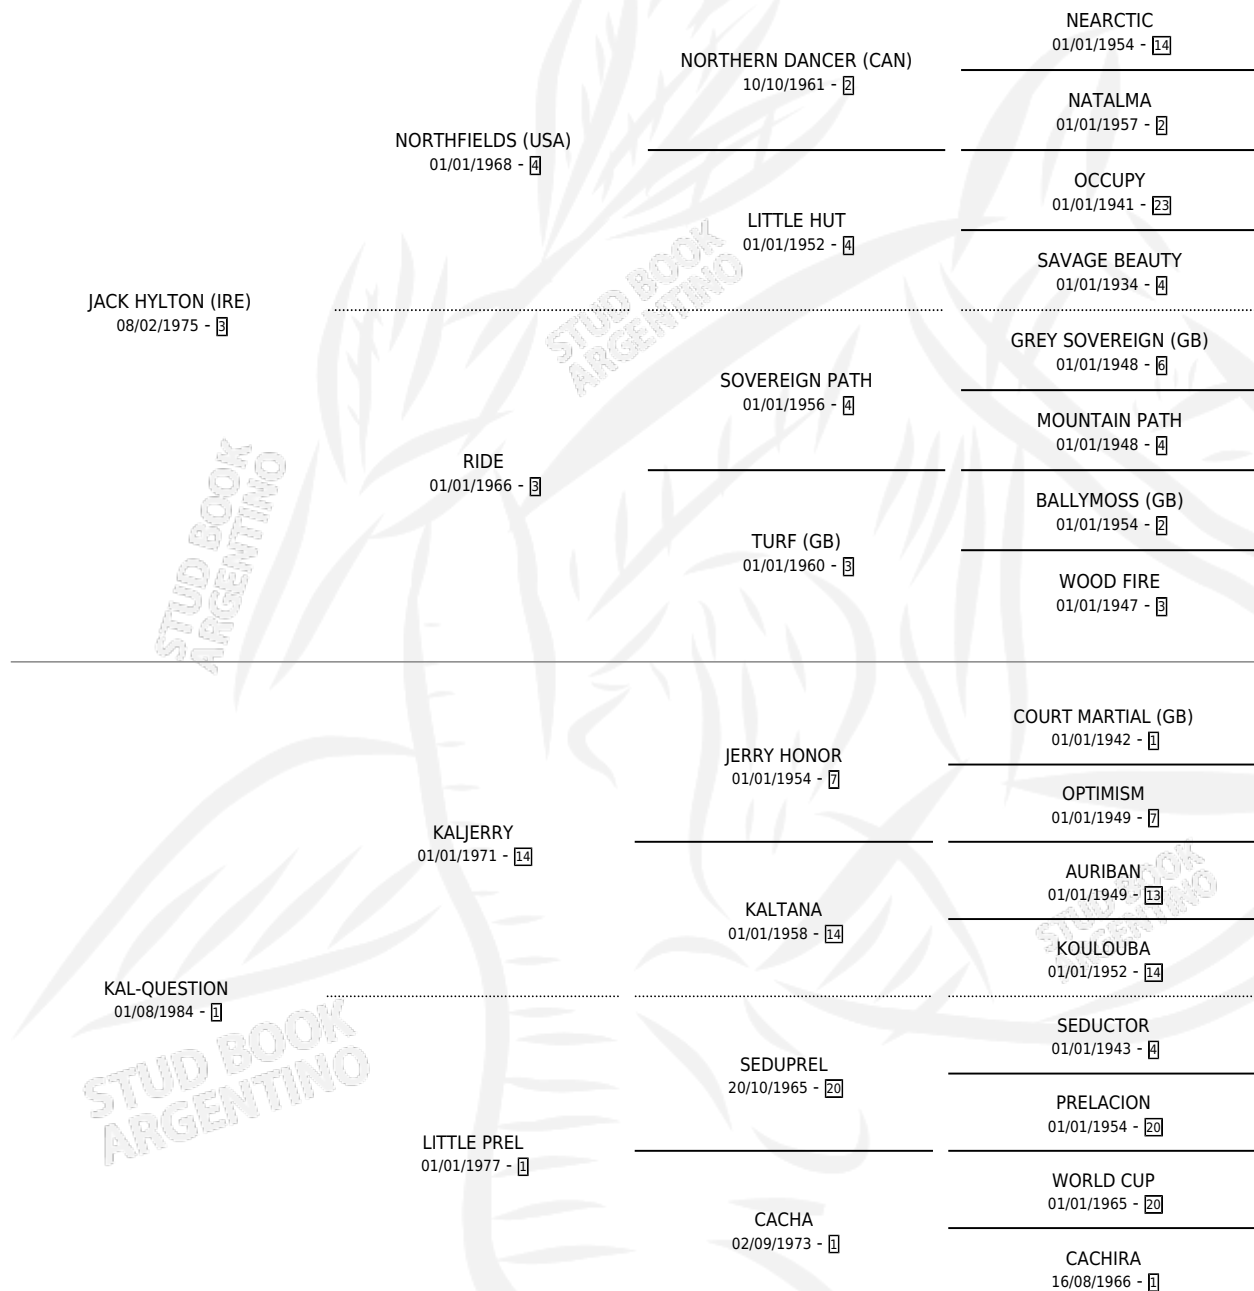 NEARCTIC
01/01/1954 - 14
NORTHERN DANCER (CAN)
10/10/1961 - 2
NATALMA
01/01/1957 - 2
NORTHFIELDS (USA)
01/01/1968 - 4
OCCUPY
01/01/1941 - 23
LITTLE HUT
01/01/1952 - 4
SAVAGE BEAUTY
01/01/1934 - 4
JACK HYLTON (IRE)
08/02/1975 - 3
STUD BOOK
ARGENTINO
GREY SOVEREIGN (GB)
01/01/1948 - 6
SOVEREIGN PATH
01/01/1956 - 4
MOUNTAIN PATH
01/01/1948 - 4
RIDE
01/01/1966 - 3
BALLYMOSS (GB)
01/01/1954 - 2
TURF (GB)
01/01/1960 - 3
WOOD FIRE
01/01/1947 - 3
STUD BOOK
ARGENTINO
COURT MARTIAL (GB)
01/01/1942 - 1
JERRY HONOR
01/01/1954 - 7
OPTIMISM
01/01/1949 - 7
KALJERRY
01/01/1971 - 14
AURIBAN
01/01/1949 - 13
KALTANA
01/01/1958 - 14
STUD BOOK
ARGENTINO
KOULOUBA
01/01/1952 - 14
KAL-QUESTION
01/08/1984 - 1
SEDUCTOR
01/01/1943 - 4
SEDUPREL
20/10/1965 - 20
PRELACION
01/01/1954 - 20
STUD BOOK
ARGENTINO
LITTLE PREL
01/01/1977 - 1
WORLD CUP
01/01/1965 - 20
CACHA
02/09/1973 - 1
CACHIRA
16/08/1966 - 1